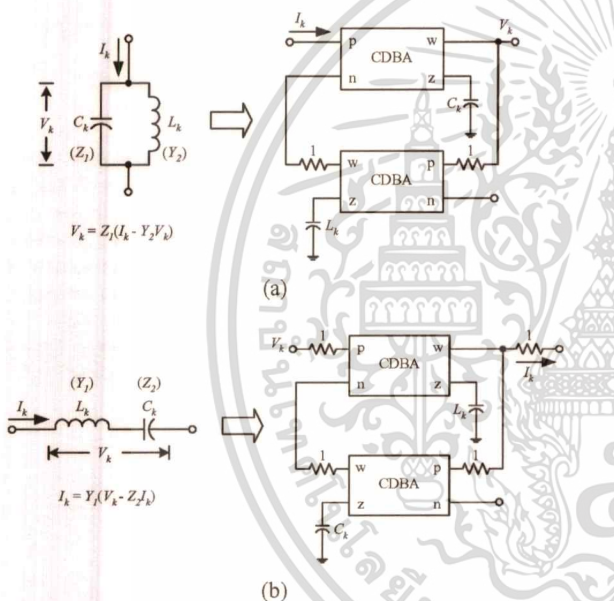 I_k
V_k
C_k
L_k
(Z_1)
(Y_2)
V_k = Z_1(I_k - Y_2V_k)
I_k
V_k
p
w
CDBA
n
z
C_k
1
1
w
p
CDBA
z
n
L_k
(a)
(Y_1)
(Z_2)
I_k
L_k
C_k
V_k
I_k = Y_1(V_k - Z_2I_k)
V_k
1
p
w
1
CDBA
I_k
n
z
L_k
1
1
w
p
CDBA
z
n
C_k
(b)